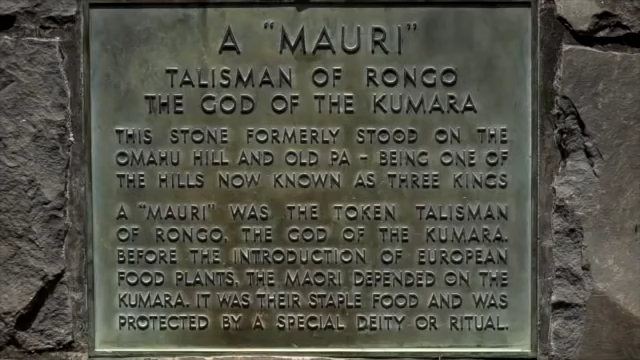 A "MAURI"
TALISMAN OF RONGO
THE GOD OF THE KUMARA
THIS STONE FORMERLY STOOD ON THE
OMAHU HILL AND OLD PA - BEING ONE OF
THE HILLS NOW KNOWN AS THREE KINGS
A "MAURI" WAS THE TOKEN TALISMAN
OF RONGO, THE GOD OF THE KUMARA.
BEFORE THE INTRODUCTION OF EUROPEAN
FOOD PLANTS, THE MAORI DEPENDED ON THE
KUMARA. IT WAS THEIR STAPLE FOOD AND WAS
PROTECTED BY A SPECIAL DEITY OR RITUAL.